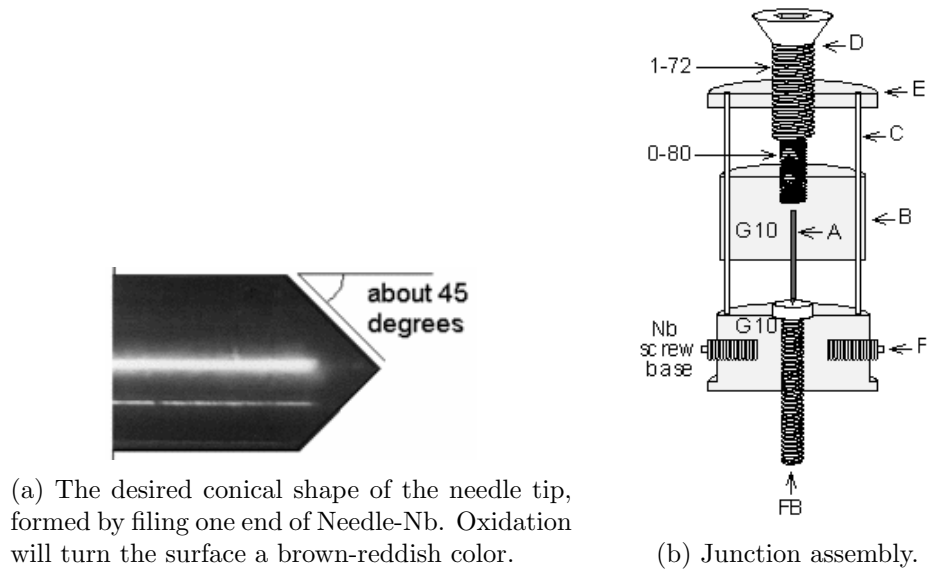 about 45
degrees
(a) The desired conical shape of the needle tip,
formed by filing one end of Needle-Nb. Oxidation
will turn the surface a brown-reddish color.
D
1-72
E
C
0-80
B
G10
A
G10
Nb
screw
base
F
FB
(b) Junction assembly.